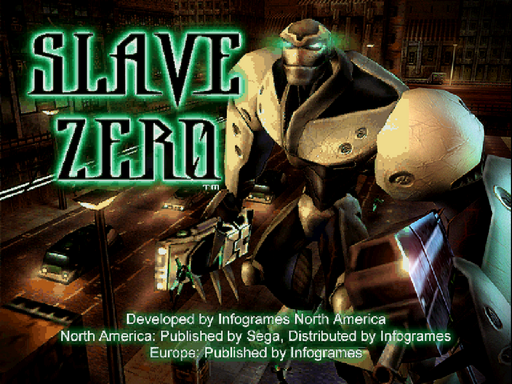 SLAVE
ZERO
TM
Developed by Infogrames North America
North America: Published by Sega, Distributed by Infogrames
Europe: Published by Infogrames